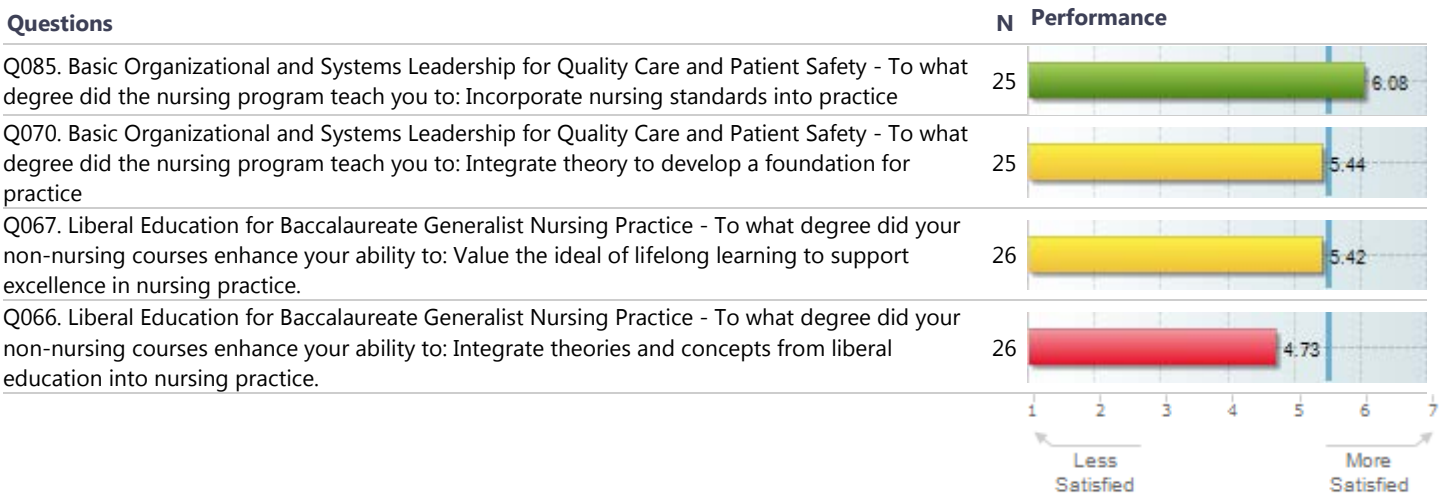 Questions N Performance
Q085. Basic Organizational and Systems Leadership for Quality Care and Patient Safety - To what
degree did the nursing program teach you to: Incorporate nursing standards into practice
25
6.08
Q070. Basic Organizational and Systems Leadership for Quality Care and Patient Safety - To what
degree did the nursing program teach you to: Integrate theory to develop a foundation for
practice
25
5.44
Q067. Liberal Education for Baccalaureate Generalist Nursing Practice - To what degree did your
non-nursing courses enhance your ability to: Value the ideal of lifelong learning to support
excellence in nursing practice.
26
5.42
Q066. Liberal Education for Baccalaureate Generalist Nursing Practice - To what degree did your
non-nursing courses enhance your ability to: Integrate theories and concepts from liberal
education into nursing practice.
26
4.73
1 2 3 4 5 6 7
Less
Satisfied
More
Satisfied